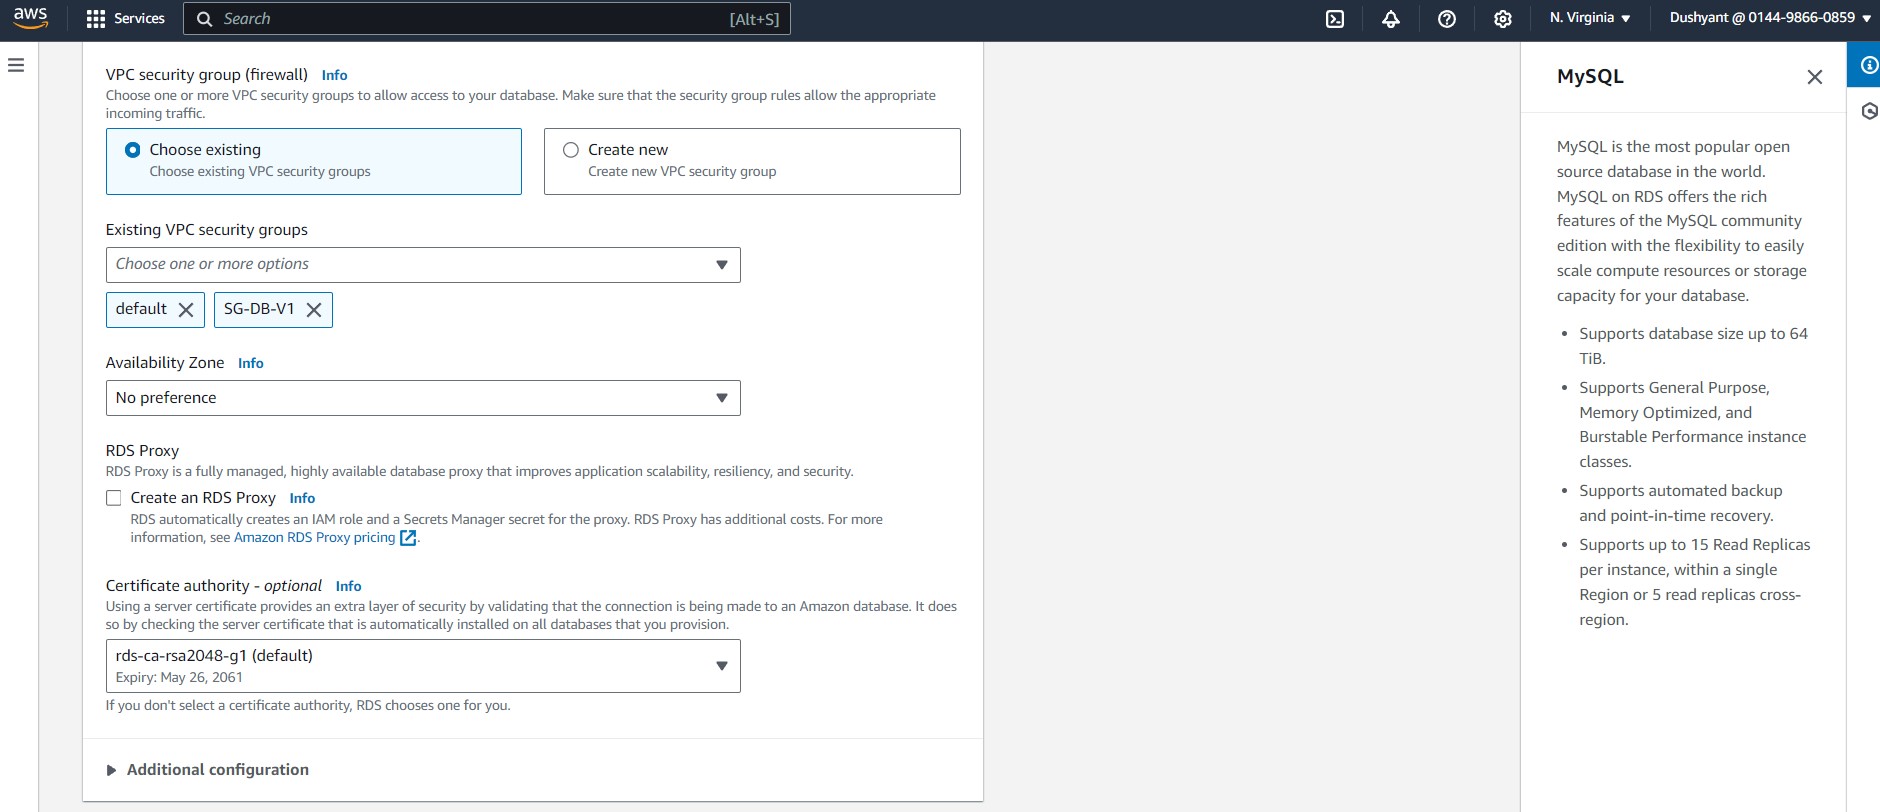 aws
Services
Search
[Alt+S]
N. Virginia
Dushyant @ 0144-9866-0859
VPC security group (firewall) Info
Choose one or more VPC security groups to allow access to your database. Make sure that the security group rules allow the appropriate
incoming traffic.
Choose existing
Choose existing VPC security groups
Create new
Create new VPC security group
Existing VPC security groups
Choose one or more options
default
SG-DB-V1
Availability Zone Info
No preference
RDS Proxy
RDS Proxy is a fully managed, highly available database proxy that improves application scalability, resiliency, and security.
Create an RDS Proxy Info
RDS automatically creates an IAM role and a Secrets Manager secret for the proxy. RDS Proxy has additional costs. For more
information, see Amazon RDS Proxy pricing.
Certificate authority - optional Info
Using a server certificate provides an extra layer of security by validating that the connection is being made to an Amazon database. It does
so by checking the server certificate that is automatically installed on all databases that you provision.
rds-ca-rsa2048-g1 (default)
Expiry: May 26, 2061
If you don't select a certificate authority, RDS chooses one for you.
Additional configuration
MySQL
MySQL is the most popular open
source database in the world.
MySQL on RDS offers the rich
features of the MySQL community
edition with the flexibility to easily
scale compute resources or storage
capacity for your database.
• Supports database size up to 64
TiB.
• Supports General Purpose,
Memory Optimized, and
Burstable Performance instance
classes.
• Supports automated backup
and point-in-time recovery.
• Supports up to 15 Read Replicas
per instance, within a single
Region or 5 read replicas cross-
region.